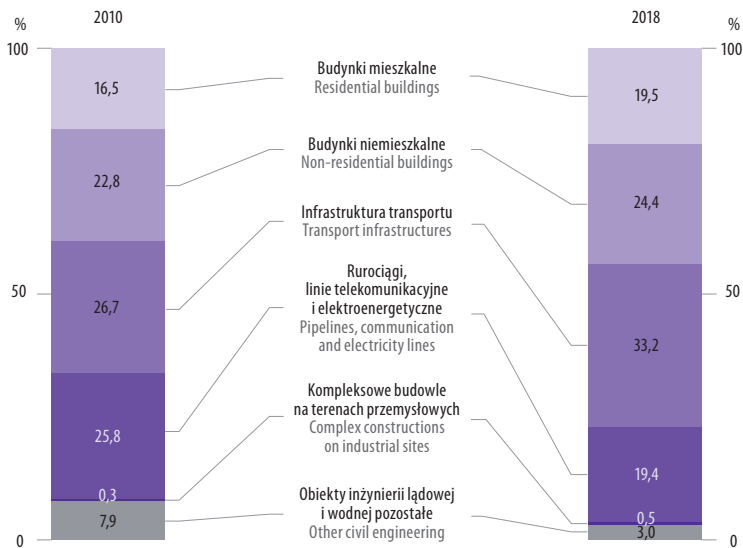 2010
2018
%
%
100
100
50
50
0
0
16,5
22,8
26,7
25,8
0,3
7,9
Budynki mieszkalne
Residential buildings
Budynki niemieszkalne
Non-residential buildings
Infrastruktura transportu
Transport infrastructures
Rurociągi,
linie telekomunikacyjne
i elektroenergetyczne
Pipelines, communication
and electricity lines
Kompleksowe budowle
na terenach przemysłowych
Complex constructions
on industrial sites
Obiekty inżynierii lądowej
i wodnej pozostałe
Other civil engineering
19,5
24,4
33,2
19,4
0,5
3,0